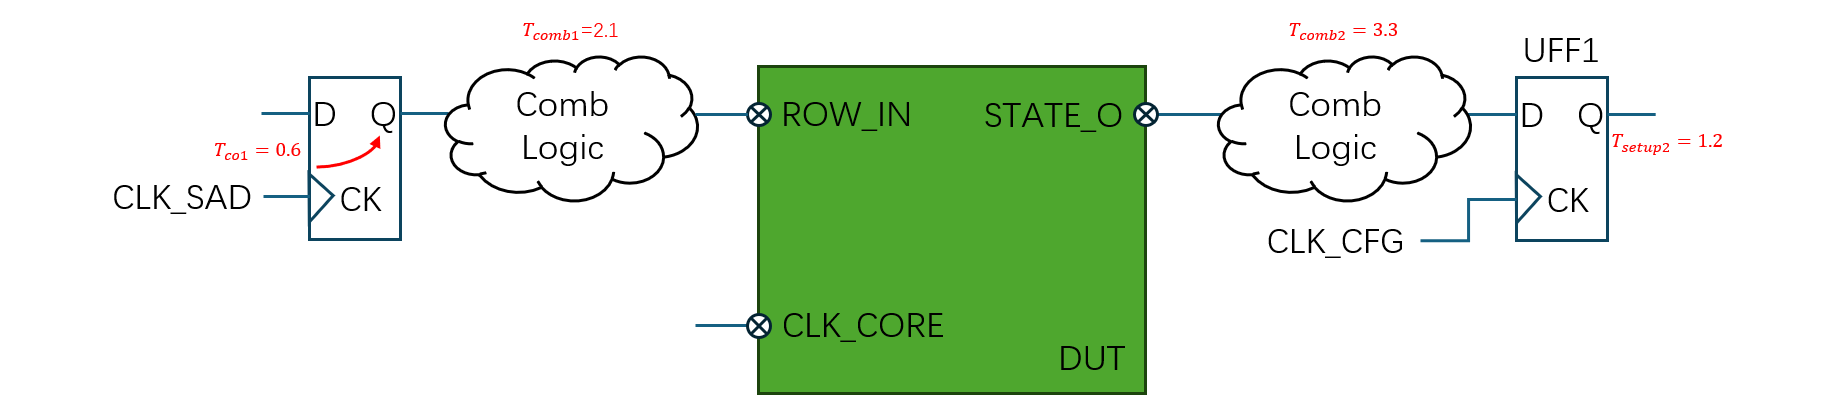 T_{comb1}=2.1
T_{comb2} = 3.3
UFF1
D Q
Comb
Logic
ROW_IN
STATE_O
Comb
Logic
D Q
T_{co1} = 0.6
T_{setup2} = 1.2
CLK_SAD
CK
CK
CLK_CFG
CLK_CORE
DUT